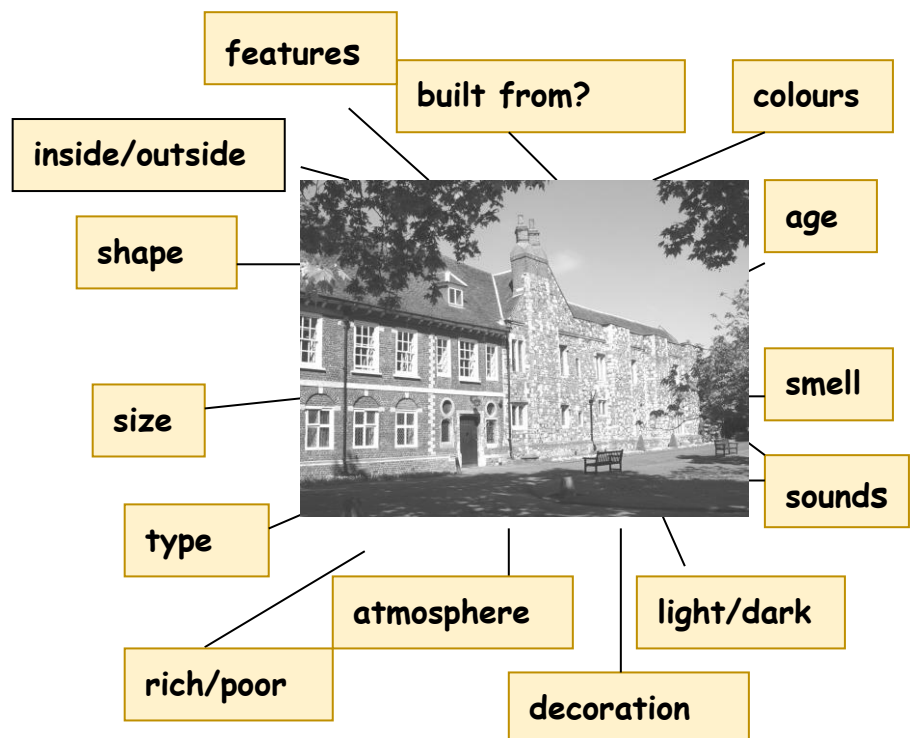 features
built from?
colours
inside/outside
age
shape
smell
size
sounds
type
atmosphere
light/dark
rich/poor
decoration